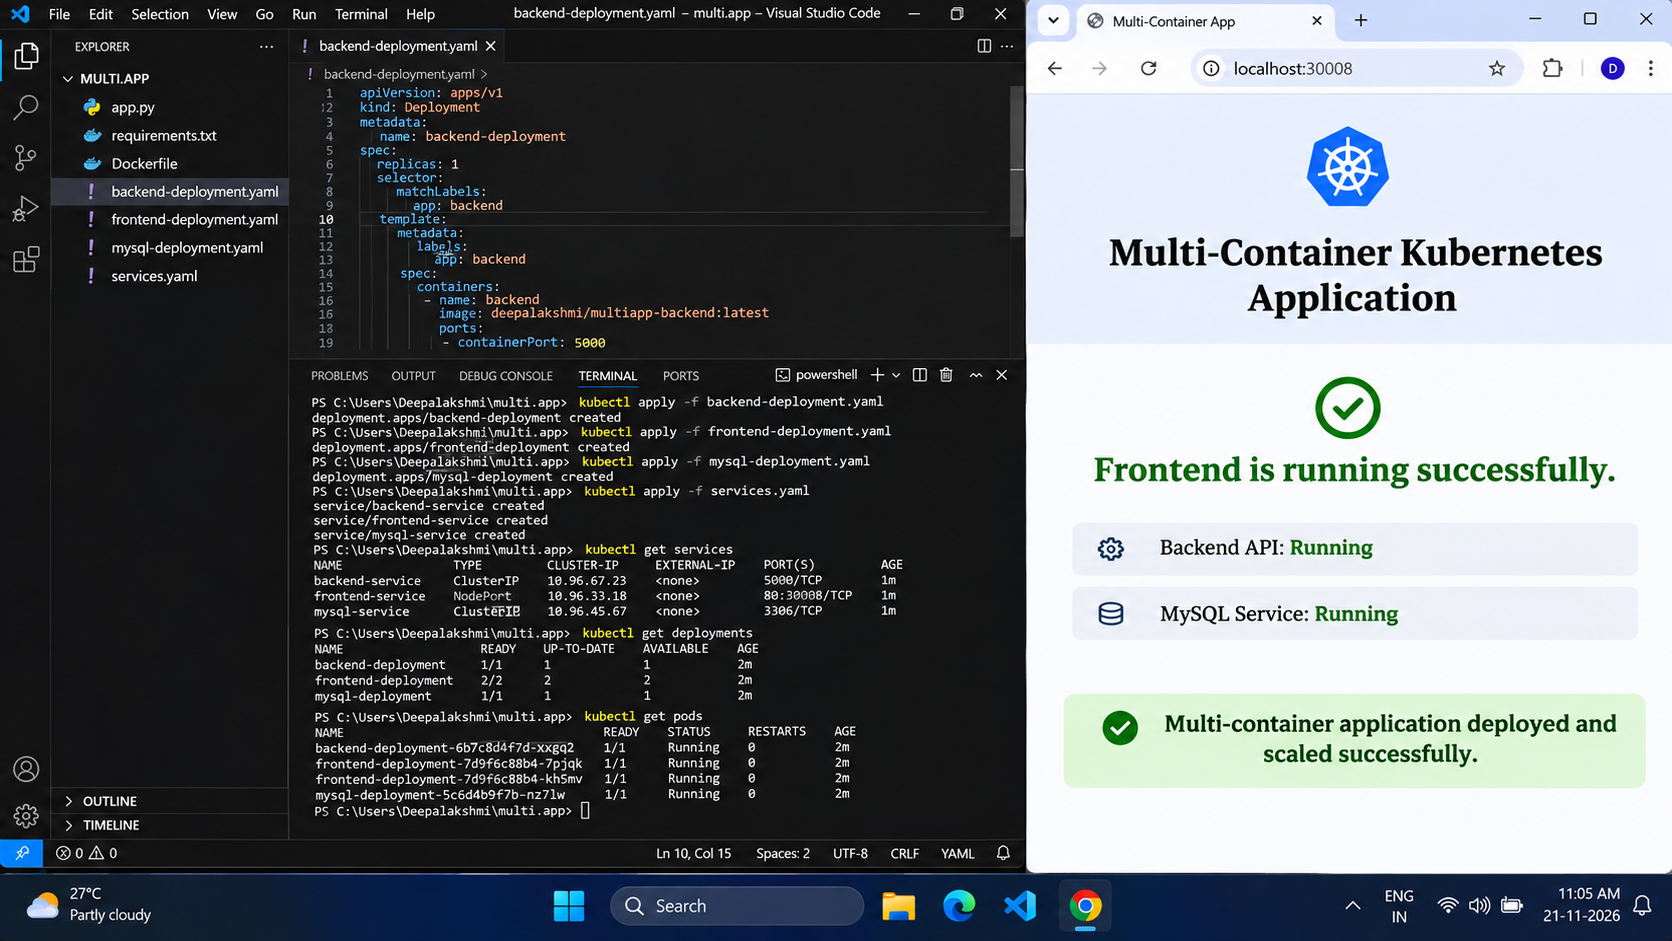 File Edit Selection View Go Run Terminal Help
backend-deployment.yaml – multi.app – Visual Studio Code
EXPLORER
MULTI.APP
app.py
requirements.txt
Dockerfile
backend-deployment.yaml
frontend-deployment.yaml
mysql-deployment.yaml
services.yaml
OUTLINE
TIMELINE
backend-deployment.yaml
backend-deployment.yaml >
1 apiVersion: apps/v1
12 kind: Deployment
3 metadata:
4 name: backend-deployment
5 spec:
6 replicas: 1
7 selector:
8 matchLabels:
9 app: backend
10 template:
11 metadata:
12 labels:
13 app: backend
14 spec:
15 containers:
16 - name: backend
16 image: deepalakshmi/multiapp-backend:latest
18 ports:
19 - containerPort: 5000
PROBLEMS OUTPUT DEBUG CONSOLE TERMINAL PORTS
powershell
PS C:\Users\Deepalakshmi\multi.app> kubectl apply -f backend-deployment.yaml
deployment.apps/backend-deployment created
PS C:\Users\Deepalakshmi\multi.app> kubectl apply -f frontend-deployment.yaml
deployment.apps/frontend-deployment created
PS C:\Users\Deepalakshmi\multi.app> kubectl apply -f mysql-deployment.yaml
deployment.apps/mysql-deployment created
PS C:\Users\Deepalakshmi\multi.app> kubectl apply -f services.yaml
service/backend-service created
service/frontend-service created
service/mysql-service created
PS C:\Users\Deepalakshmi\multi.app> kubectl get services
NAME TYPE CLUSTER-IP EXTERNAL-IP PORT(S) AGE
backend-service ClusterIP 10.96.67.23 <none> 5000/TCP 1m
frontend-service NodePort 10.96.33.18 <none> 80:30008/TCP 1m
mysql-service ClusterIP 10.96.45.67 <none> 3306/TCP 1m
PS C:\Users\Deepalakshmi\multi.app> kubectl get deployments
NAME READY UP-TO-DATE AVAILABLE AGE
backend-deployment 1/1 1 1 2m
frontend-deployment 2/2 2 2 2m
mysql-deployment 1/1 1 1 2m
PS C:\Users\Deepalakshmi\multi.app> kubectl get pods
NAME READY STATUS RESTARTS AGE
backend-deployment-6b7c8d4f7d-xxgq2 1/1 Running 0 2m
frontend-deployment-7d9f6c88b4-7pjqk 1/1 Running 0 2m
frontend-deployment-7d9f6c88b4-kh5mv 1/1 Running 0 2m
mysql-deployment-5c6d4b9f7b-nz7lw 1/1 Running 0 2m
PS C:\Users\Deepalakshmi\multi.app>
0 0
Ln 10, Col 15 Spaces: 2 UTF-8 CRLF YAML
Multi-Container App
localhost:30008
D
Multi-Container Kubernetes
Application
Frontend is running successfully.
Backend API: Running
MySQL Service: Running
Multi-container application deployed and
scaled successfully.
27°C
Partly cloudy
Search
ENG
IN
11:05 AM
21-11-2026